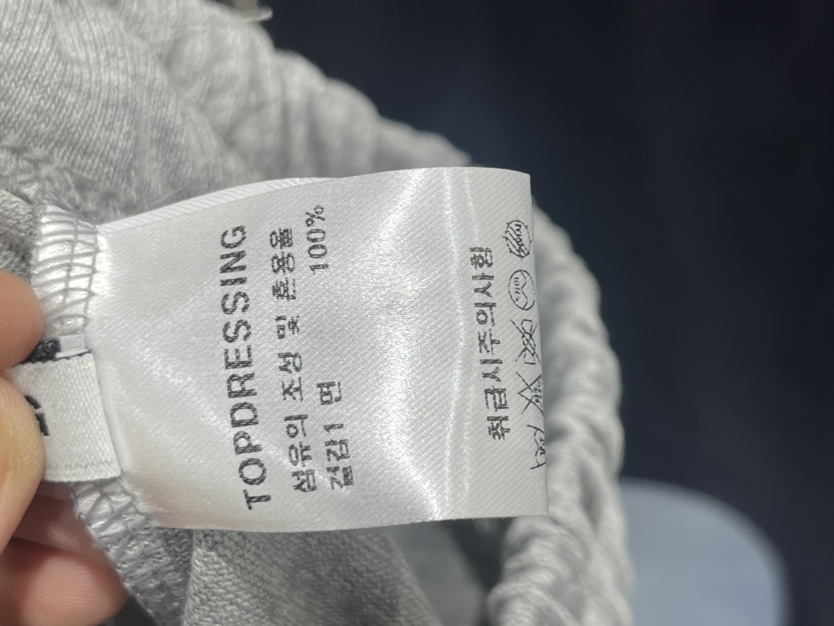 TOPDRESSING
섬유의 조성 및 혼용율
겉감1 면 100%
취급시주의사항